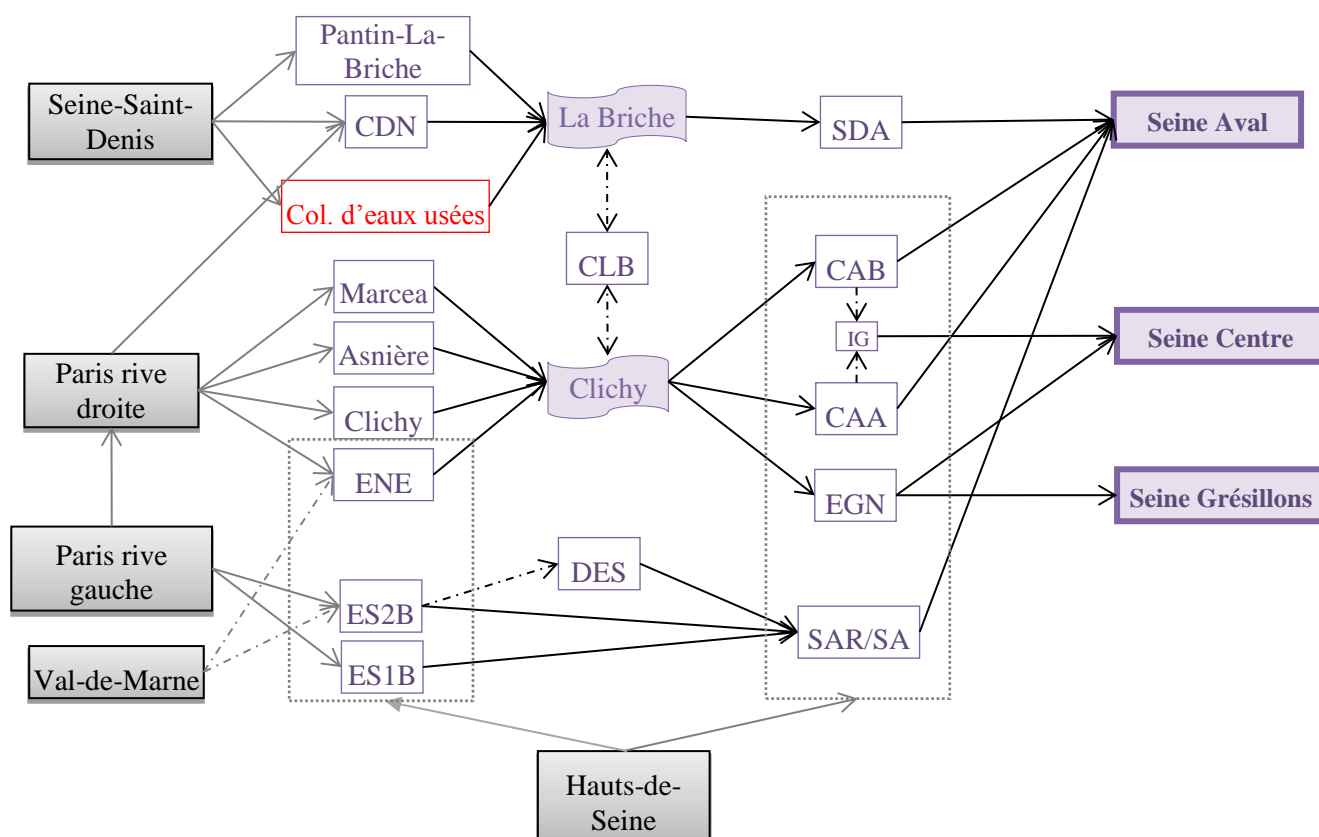 Pantin-La-
Briche
Seine-Saint-
Denis
CDN
La Briche
SDA
Seine Aval
Col. d'eaux usées
CLB
CAB
Marcea
IG
Seine Centre
Asnière
Paris rive
droite
Clichy
CAA
Clichy
ENE
EGN
Seine Grésillons
Paris rive
gauche
DES
ES2B
SAR/SA
Val-de-Marne
ES1B
Hauts-de-
Seine